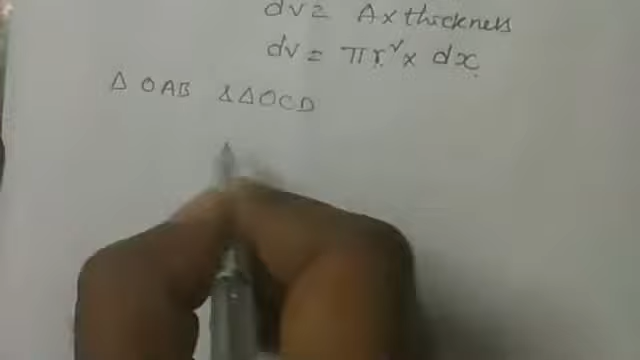 dv = A x thickness
dv = πr² x dx
Δ OAB & Δ OCD